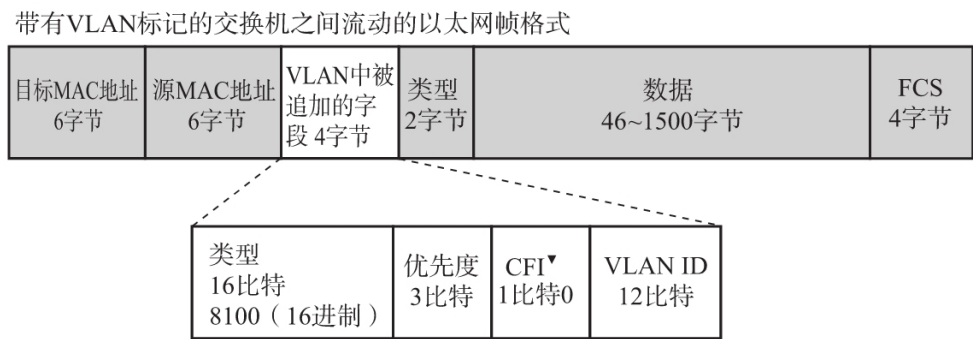 带有VLAN标记的交换机之间流动的以太网帧格式
目标MAC地址
6字节
源MAC地址
6字节
VLAN中被
追加的字
段 4字节
类型
2字节
数据
46~1500字节
FCS
4字节
类型
16比特
8100（16进制）
优先度
3比特
CFI▼
1比特0
VLAN ID
12比特